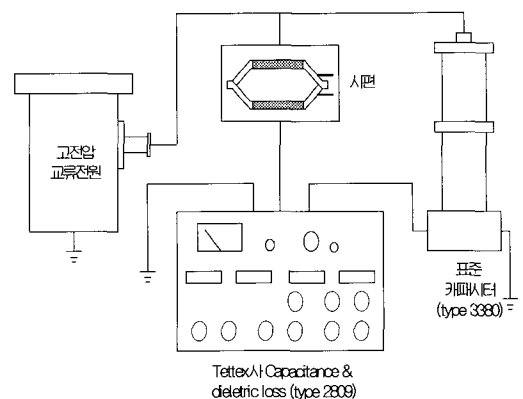 고전압
교류전원
시편
표준
캐패시터
(type 3380)
Tettex사 Capacitance &
dieletric loss (type 2809)